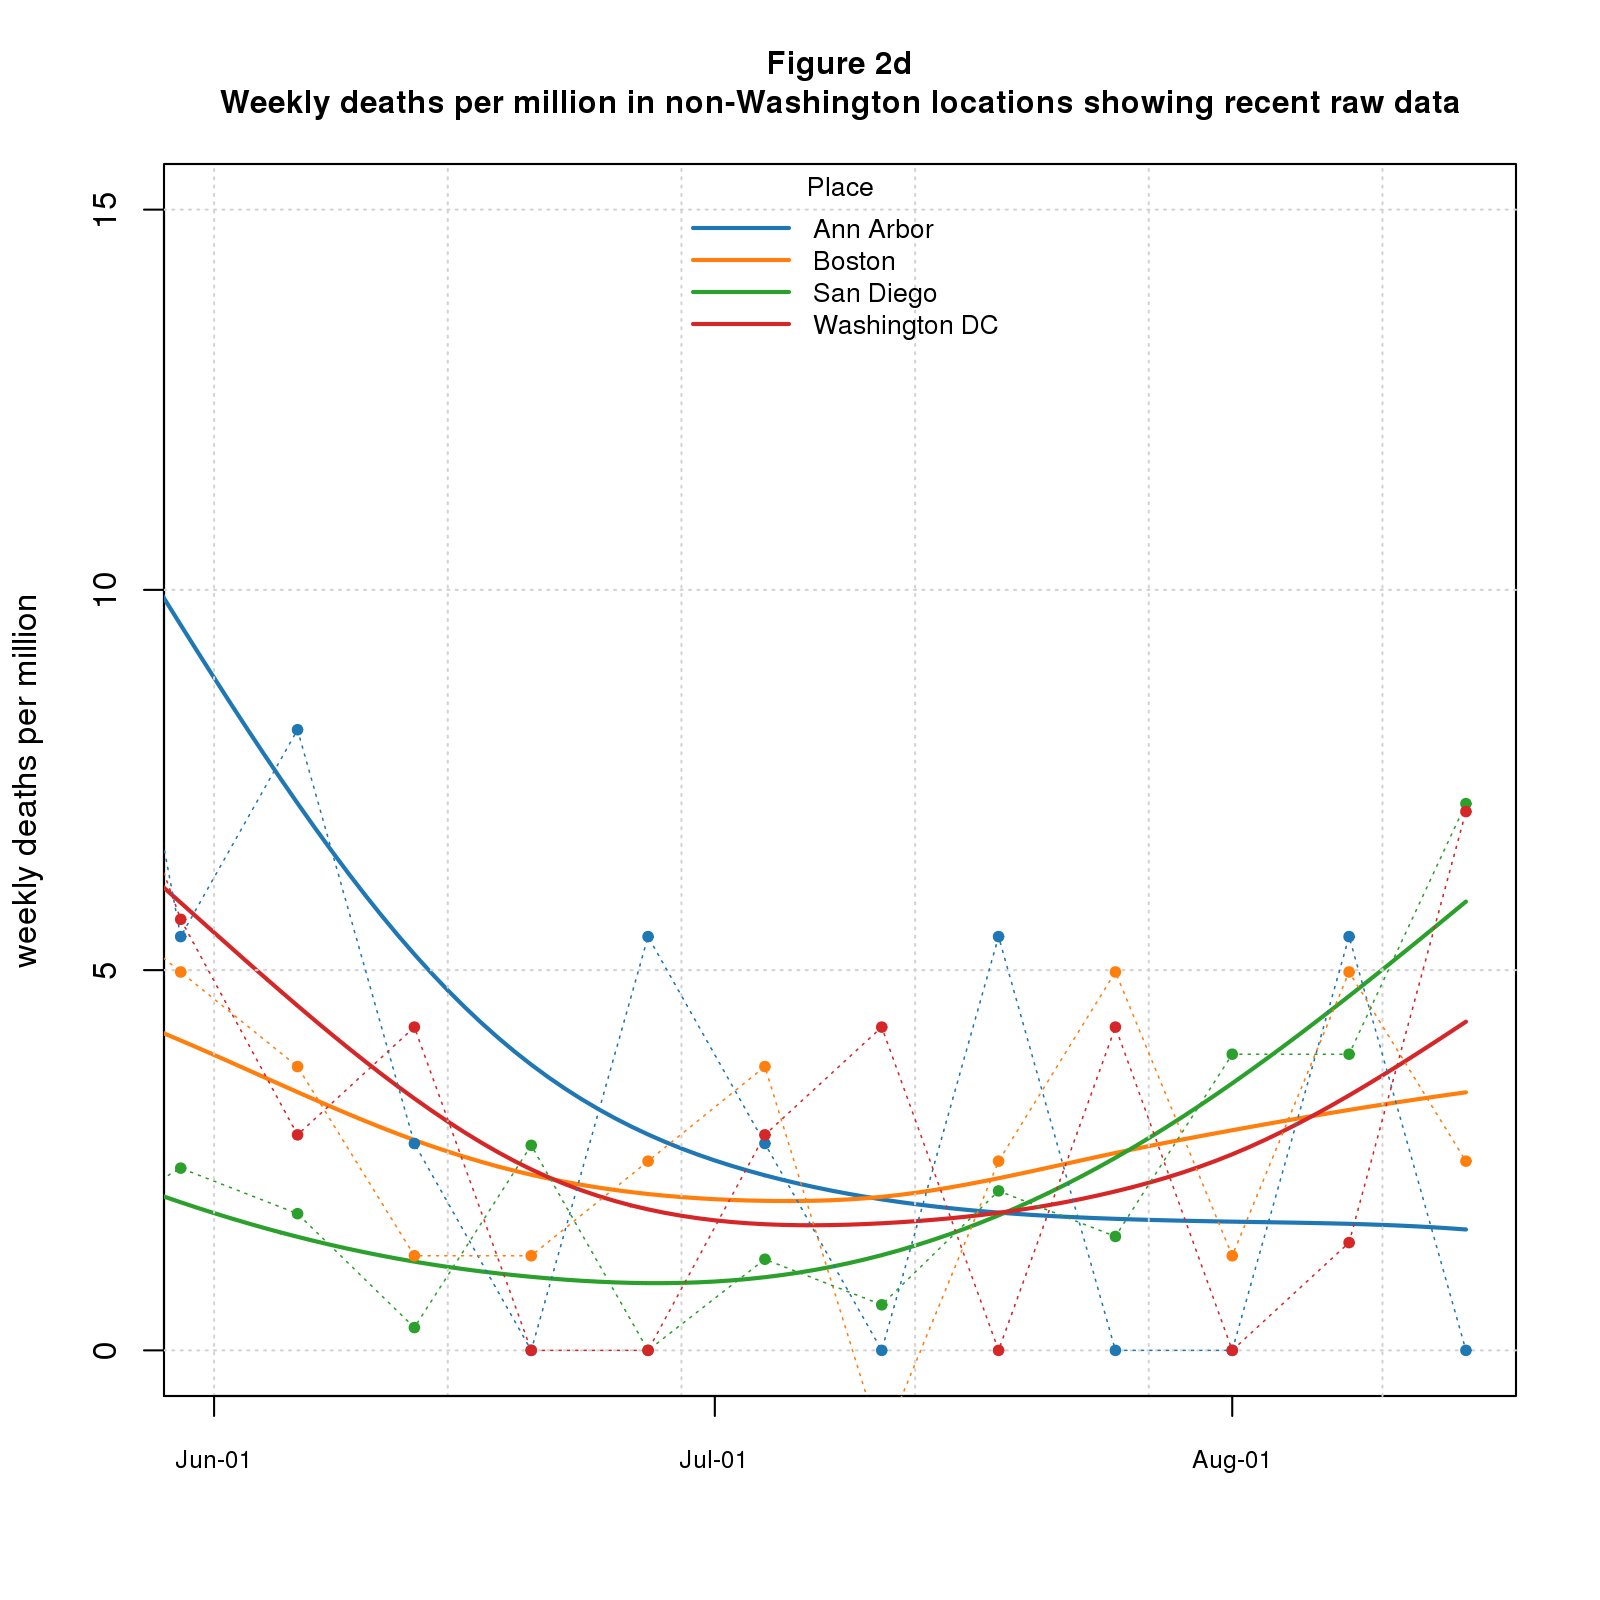 Figure 2d
Weekly deaths per million in non-Washington locations showing recent raw data
Place
Ann Arbor
Boston
San Diego
Washington DC
weekly deaths per million
15
10
5
0
Jun-01
Jul-01
Aug-01